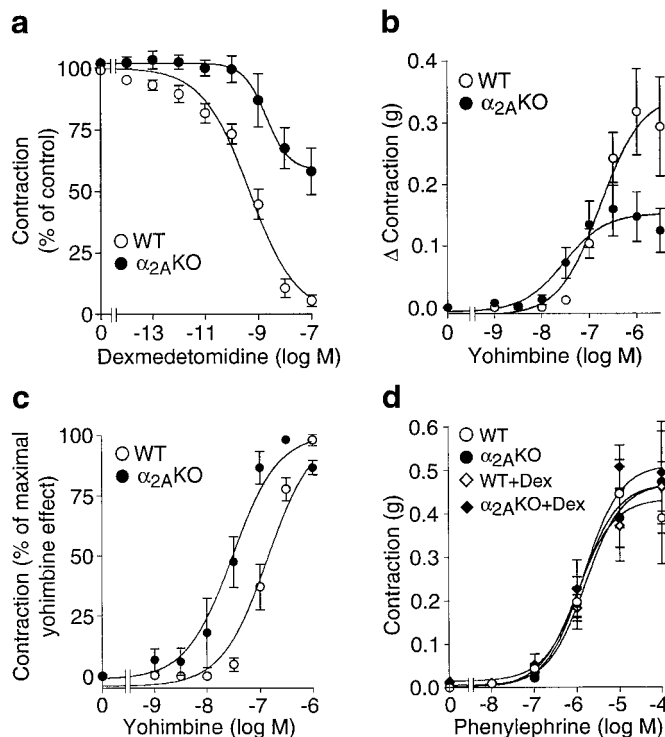 a
Contraction
(% of control)
100
75
50
25
0
WT
α2AKO
0 -13 -11 -9 -7
Dexmedetomidine (log M)
b
Δ Contraction (g)
0.4
0.3
0.2
0.1
0.0
WT
α2AKO
0 -9 -8 -7 -6
Yohimbine (log M)
c
Contraction (% of maximal
yohimbine effect)
100
75
50
25
0
WT
α2AKO
0 -9 -8 -7 -6
Yohimbine (log M)
d
Contraction (g)
0.6
0.5
0.4
0.3
0.2
0.1
0.0
WT
α2AKO
WT+Dex
α2AKO+Dex
0 -8 -7 -6 -5 -4
Phenylephrine (log M)